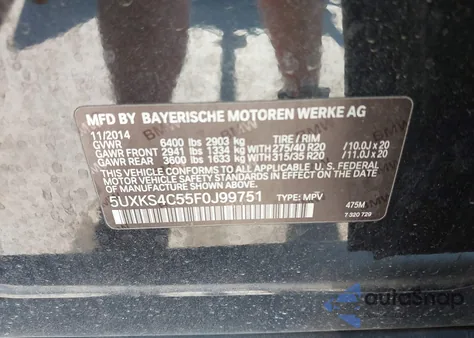 MFD BY BAYERISCHE MOTOREN WERKE AG
11/2014
GVWR 6400 lbs 2903 kg TIRE / RIM
GAWR FRONT 2941 lbs 1334 kg WITH 275/40 R20 /10.0J x 20
GAWR REAR 3600 lbs 1633 kg WITH 315/35 R20 /11.0J x 20
THIS VEHICLE CONFORMS TO ALL
APPLICABLE U.S. FEDERAL
MOTOR VEHICLE SAFETY STANDARDS
IN EFFECT ON THE DATE OF
MANUFACTURE SHOWN ABOVE.
5UXKS4C55F0J99751 TYPE: MPV 475M
7 320 729
autoSnap